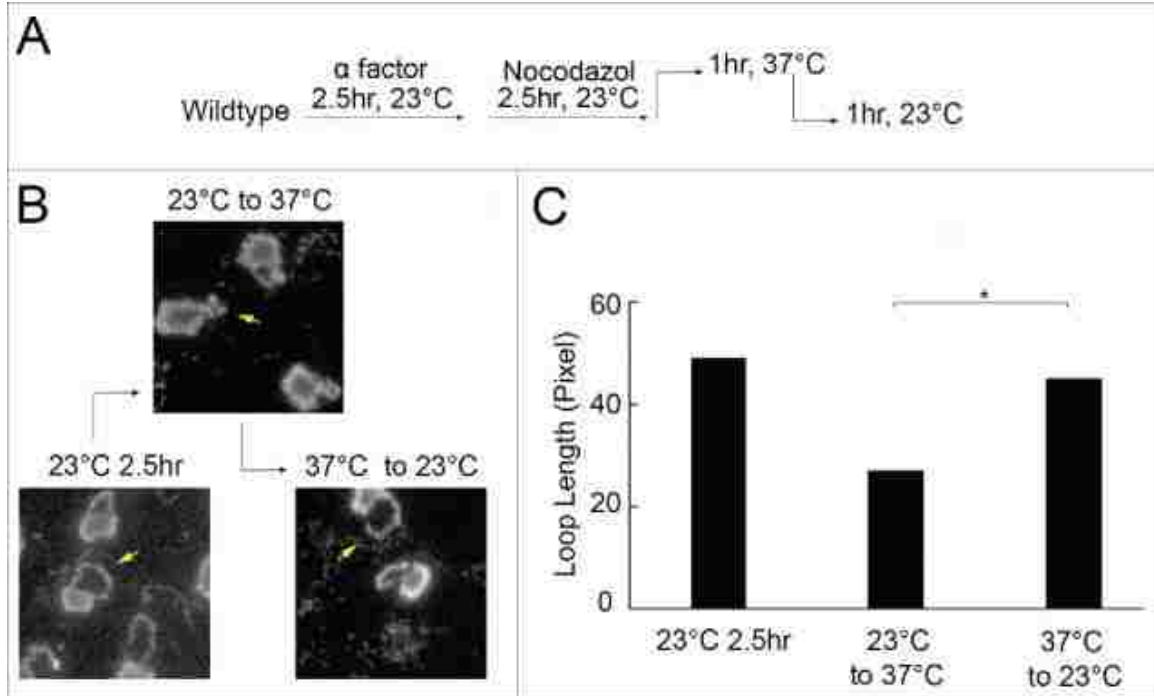 A
Wildtype
α factor
2.5hr, 23°C
Nocodazol
2.5hr, 23°C
1hr, 37°C
1hr, 23°C
B
23°C to 37°C
23°C 2.5hr
37°C to 23°C
C
Loop Length (Pixel)
60
40
20
0
*
23°C 2.5hr
23°C
to 37°C
37°C
to 23°C